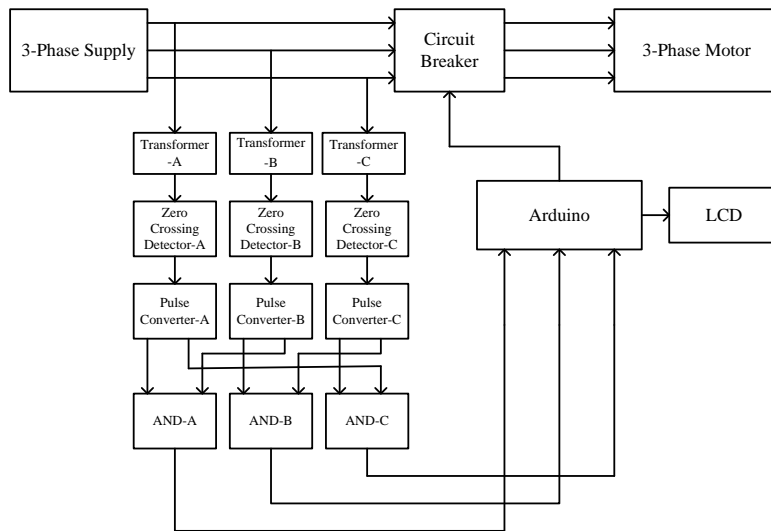 3-Phase Supply
Circuit
Breaker
3-Phase Motor
Transformer
-A
Transformer
-B
Transformer
-C
Zero
Crossing
Detector-A
Zero
Crossing
Detector-B
Zero
Crossing
Detector-C
Arduino
LCD
Pulse
Converter-A
Pulse
Converter-B
Pulse
Converter-C
AND-A
AND-B
AND-C